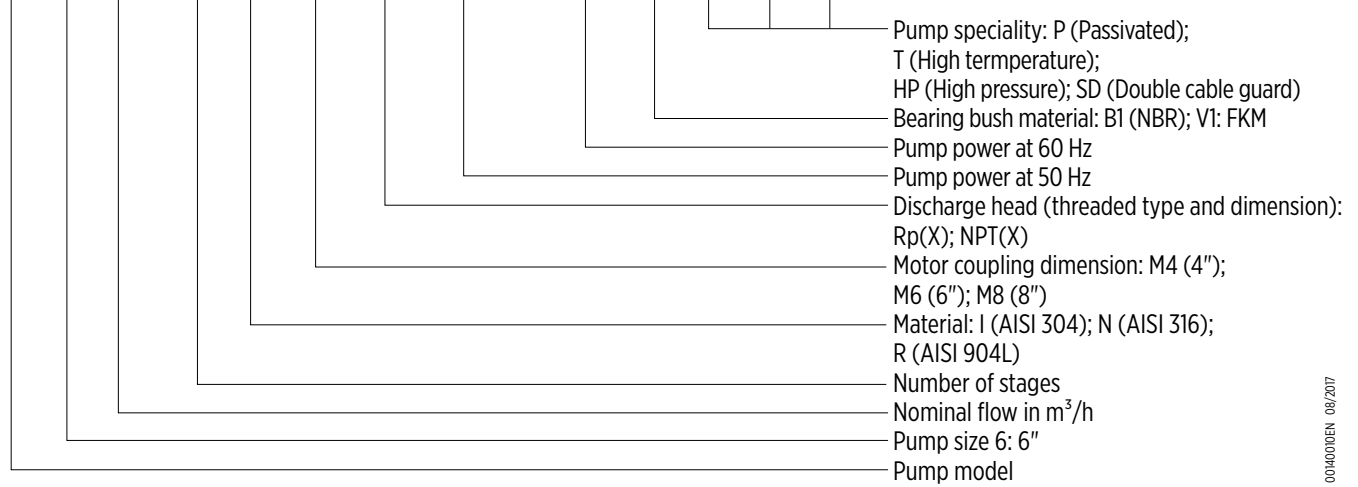 Pump speciality: P (Passivated);
T (High termperature);
HP (High pressure); SD (Double cable guard)
Bearing bush material: B1 (NBR); V1: FKM
Pump power at 60 Hz
Pump power at 50 Hz
Discharge head (threaded type and dimension):
Rp(X); NPT(X)
Motor coupling dimension: M4 (4");
M6 (6"); M8 (8")
Material: I (AISI 304); N (AISI 316);
R (AISI 904L)
Number of stages
Nominal flow in m³/h
Pump size 6: 6"
Pump model
00140010EN 08/2017